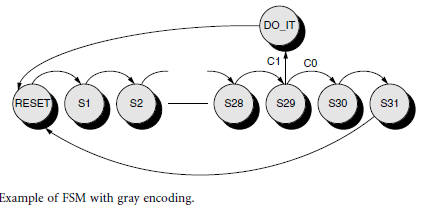 DO_IT
C1 C0
RESET S1 S2 S28 S29 S30 S31
Example of FSM with gray encoding.